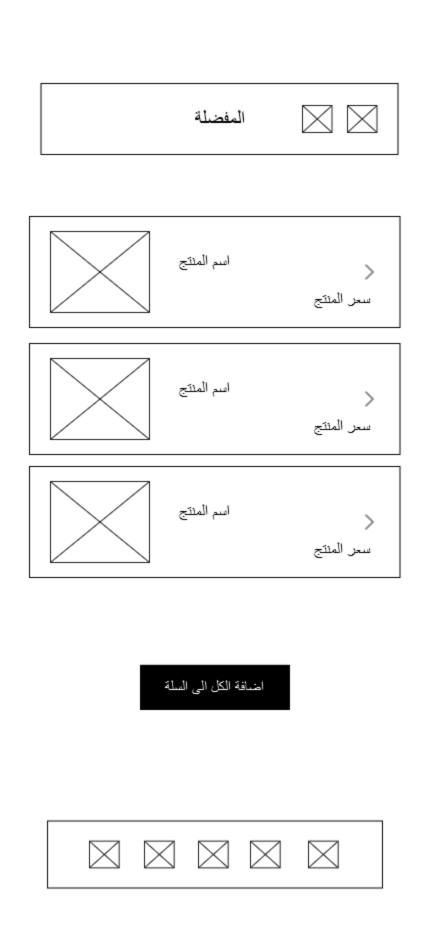 المفضلة
اسم المنتج
سعر المنتج
اسم المنتج
سعر المنتج
اسم المنتج
سعر المنتج
اضافة الكل الى السلة